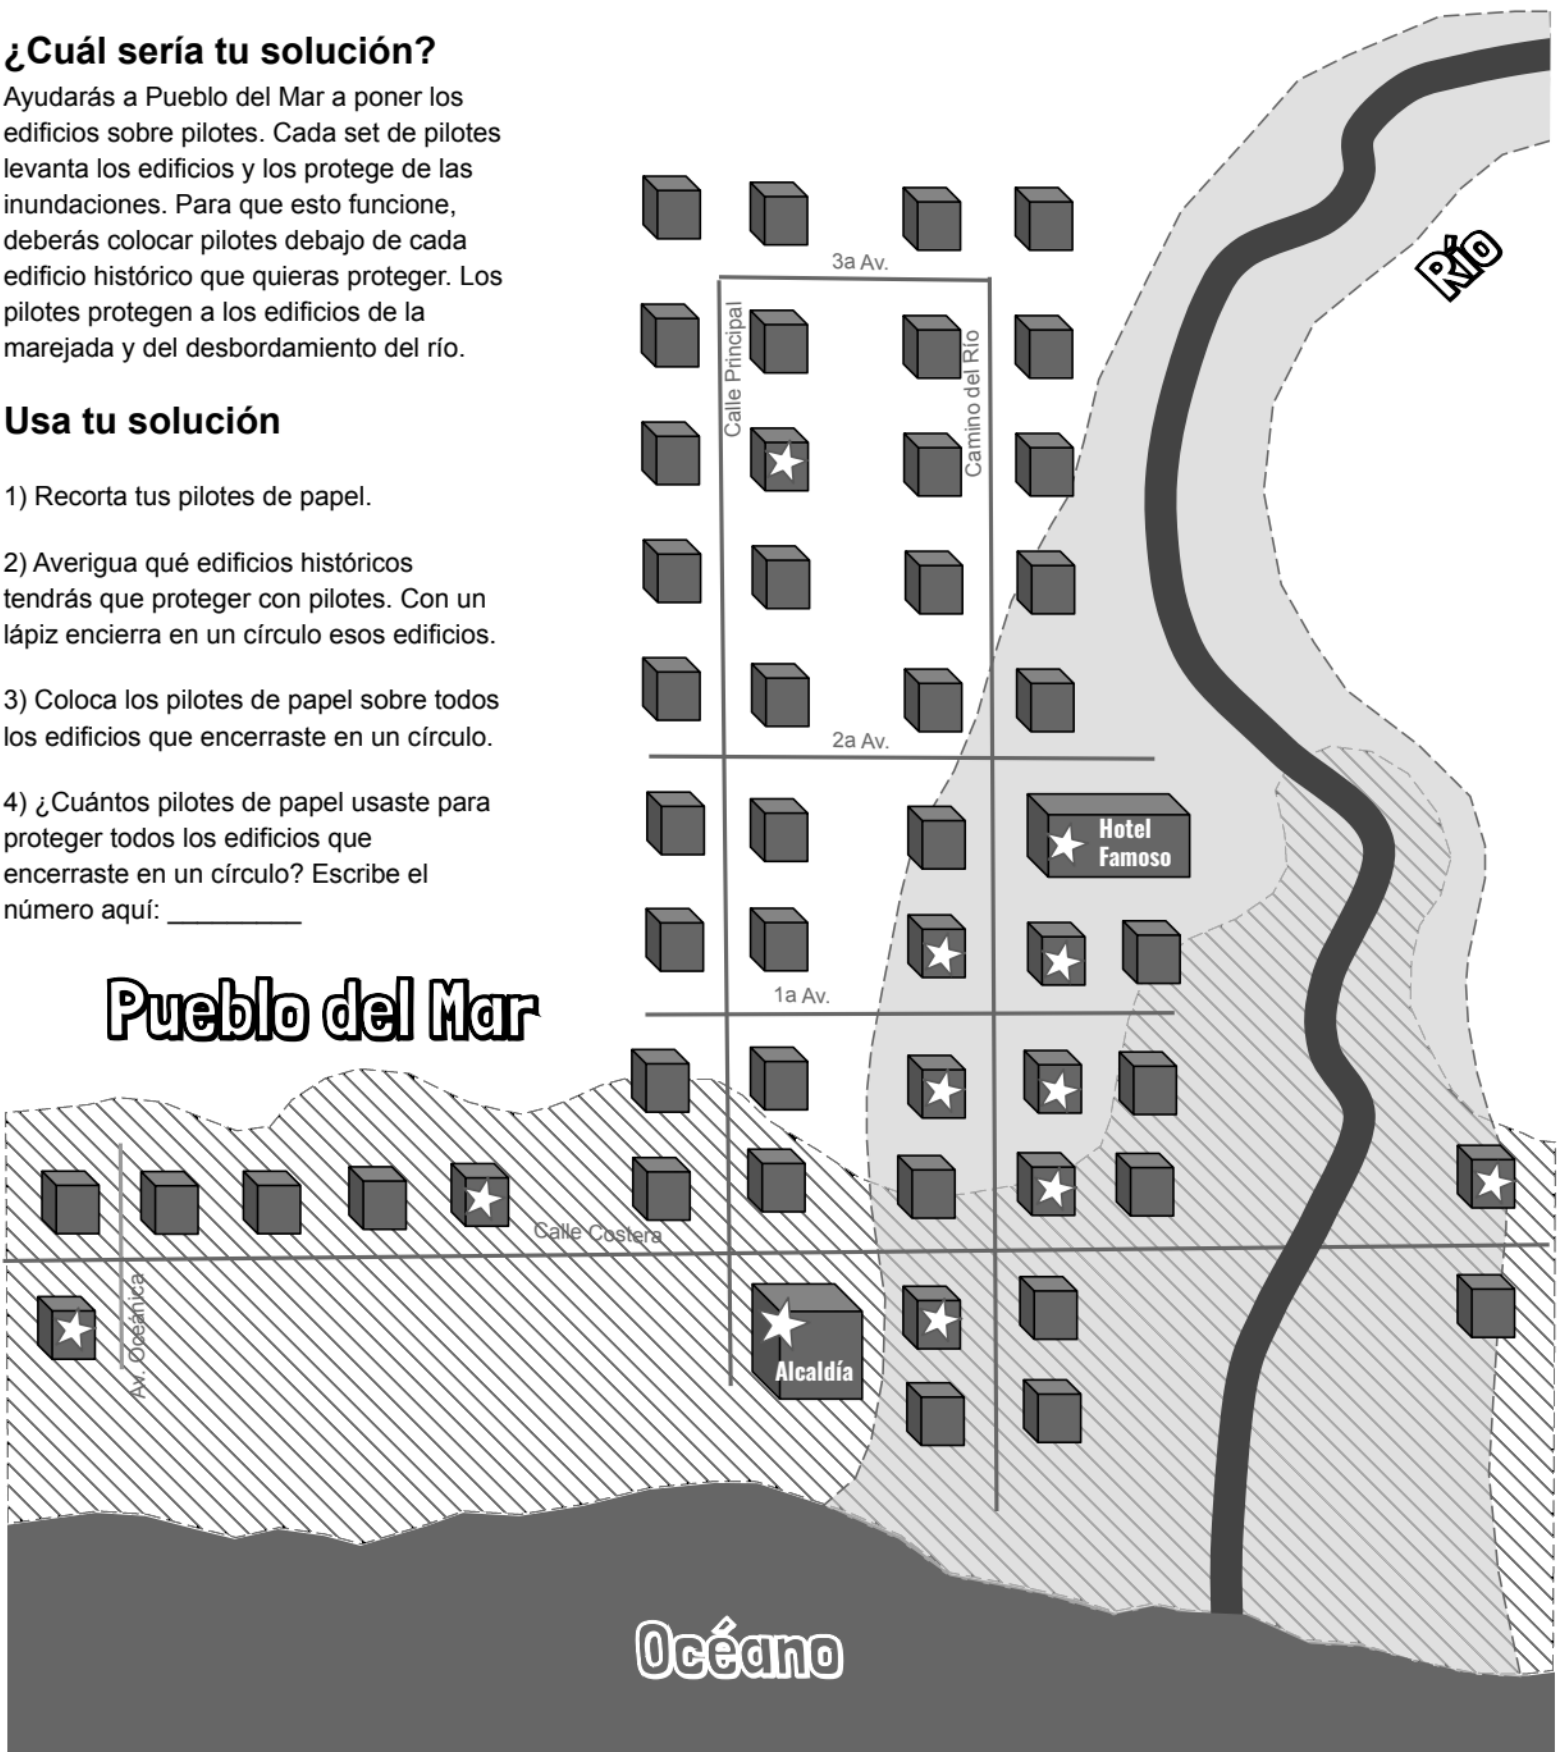 ¿Cuál sería tu solución?
Ayudarás a Pueblo del Mar a poner los
edificios sobre pilotes. Cada set de pilotes
levanta los edificios y los protege de las
inundaciones. Para que esto funcione,
deberás colocar pilotes debajo de cada
edificio histórico que quieras proteger. Los
pilotes protegen a los edificios de la
marejada y del desbordamiento del río.
Usa tu solución
1) Recorta tus pilotes de papel.
2) Averigua qué edificios históricos
tendrás que proteger con pilotes. Con un
lápiz encierra en un círculo esos edificios.
3) Coloca los pilotes de papel sobre todos
los edificios que encerraste en un círculo.
4) ¿Cuántos pilotes de papel usaste para
proteger todos los edificios que
encerraste en un círculo? Escribe el
número aquí: _________
Pueblo del Mar
Río
3a Av.
Calle Principal
Camino del Río
2a Av.
Hotel
Famoso
1a Av.
Calle Costera
Av. Oceánica
Alcaldía
Océano